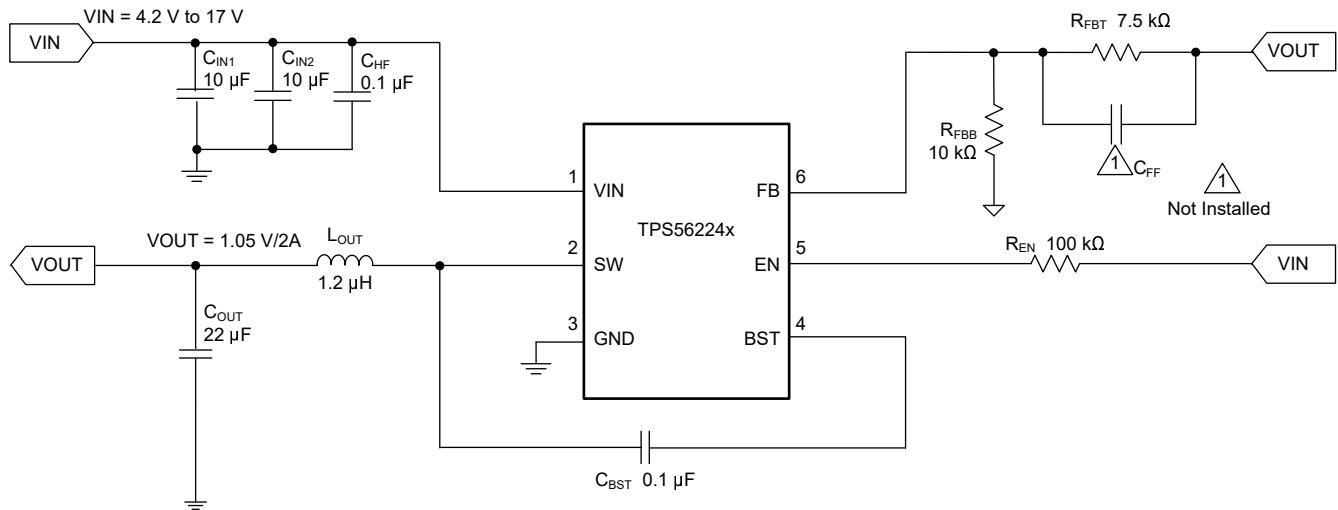 VIN = 4.2 V to 17 V
VIN
CIN1
10 µF
CIN2
10 µF
CHF
0.1 µF
RFBT 7.5 kΩ
VOUT
RFBB
10 kΩ
1
CFF
1
Not Installed
1
VIN
FB
6
TPS56224x
VOUT = 1.05 V/2A
LOUT
1.2 µH
VOUT
2
SW
EN
5
REN 100 kΩ
VIN
COUT
22 µF
3
GND
BST
4
CBST 0.1 µF